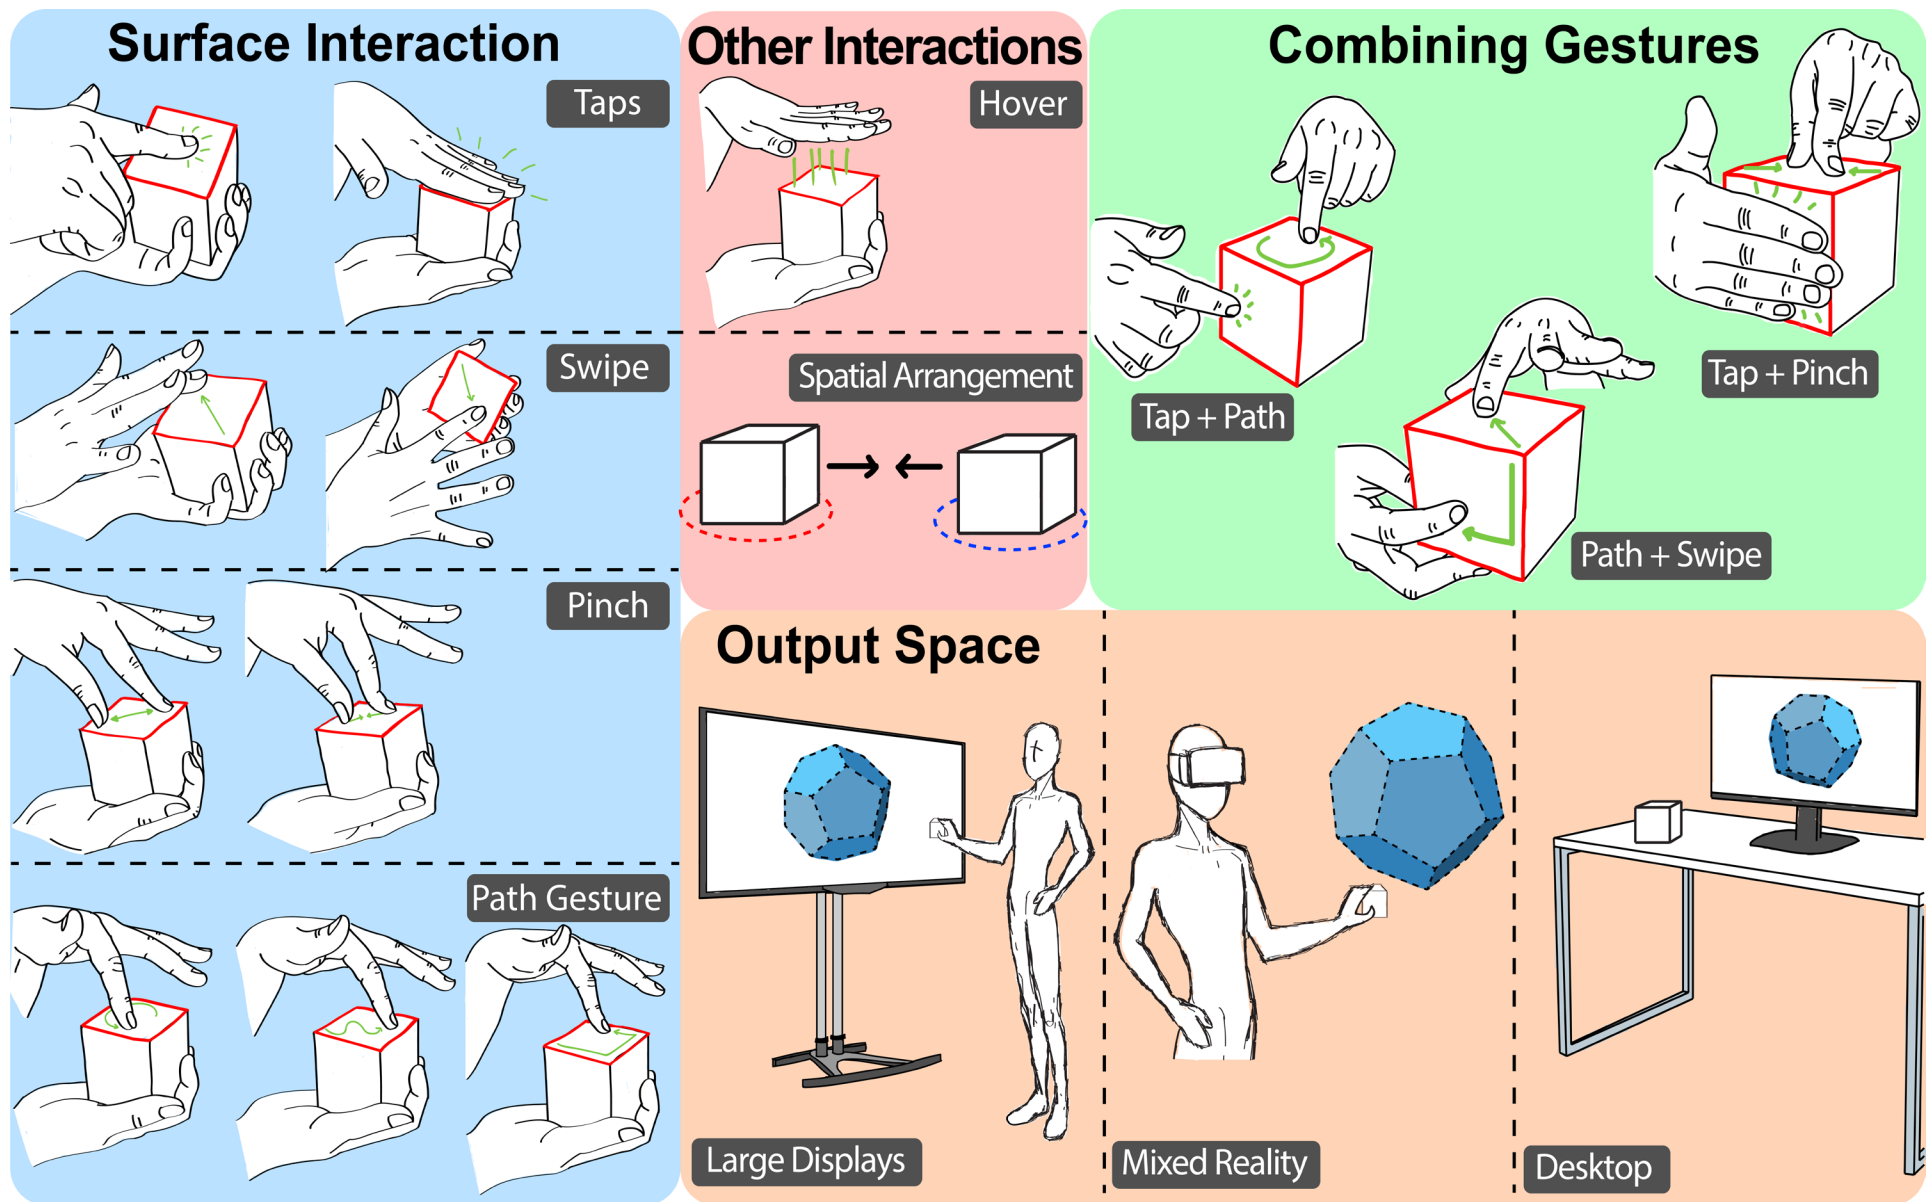 Surface Interaction
Taps
Swipe
Pinch
Path Gesture
Other Interactions
Hover
Spatial Arrangement
Combining Gestures
Tap + Path
Tap + Pinch
Path + Swipe
Output Space
Large Displays
Mixed Reality
Desktop